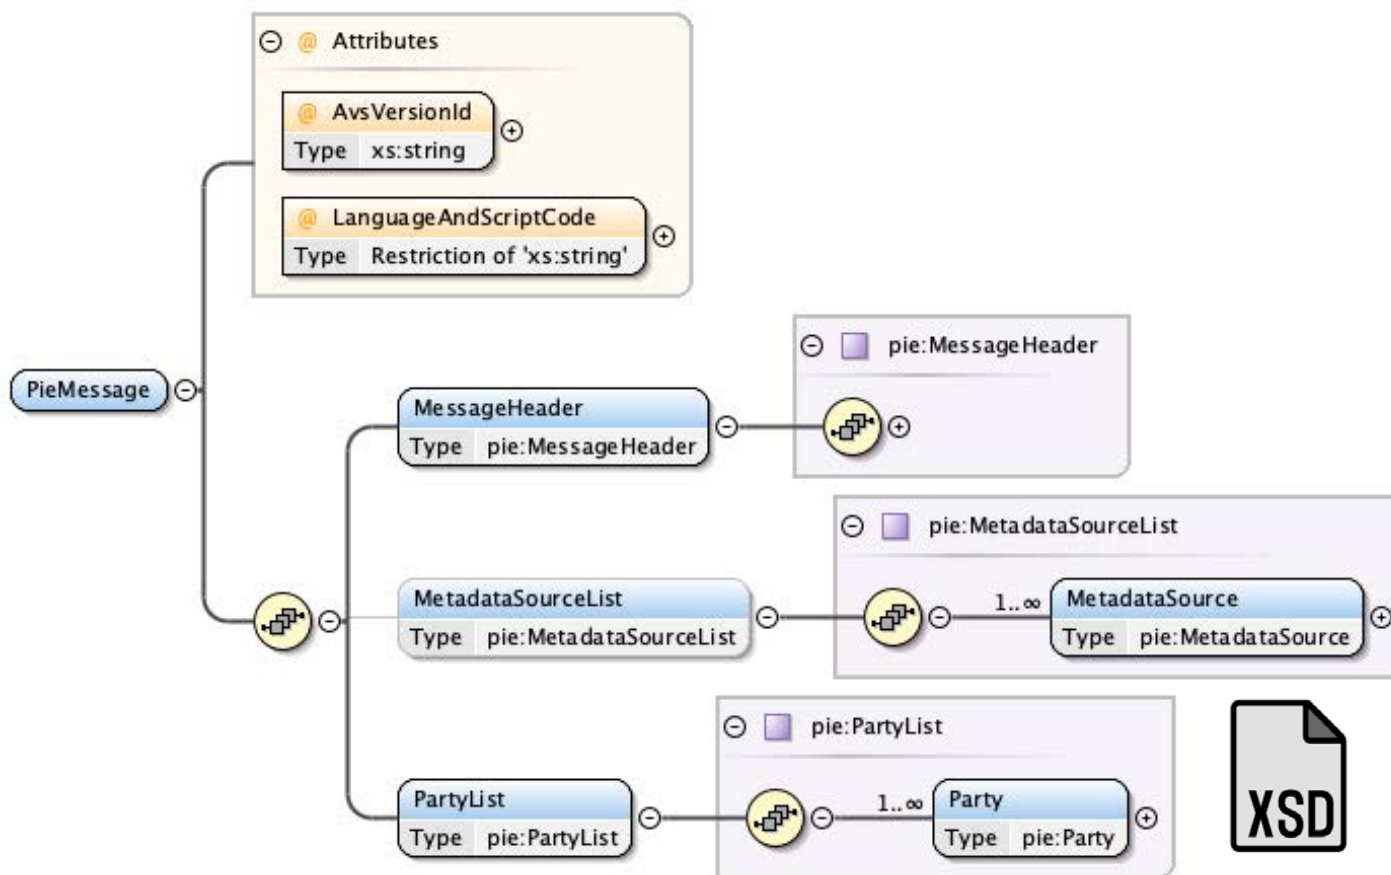 @ Attributes
@ AvsVersionId
Type xs:string
@ LanguageAndScriptCode
Type Restriction of 'xs:string'
PieMessage
pie:MessageHeader
MessageHeader
Type pie:MessageHeader
pie:MetadataSourceList
MetadataSourceList
Type pie:MetadataSourceList
1..∞
MetadataSource
Type pie:MetadataSource
pie:PartyList
PartyList
Type pie:PartyList
1..∞
Party
Type pie:Party
XSD